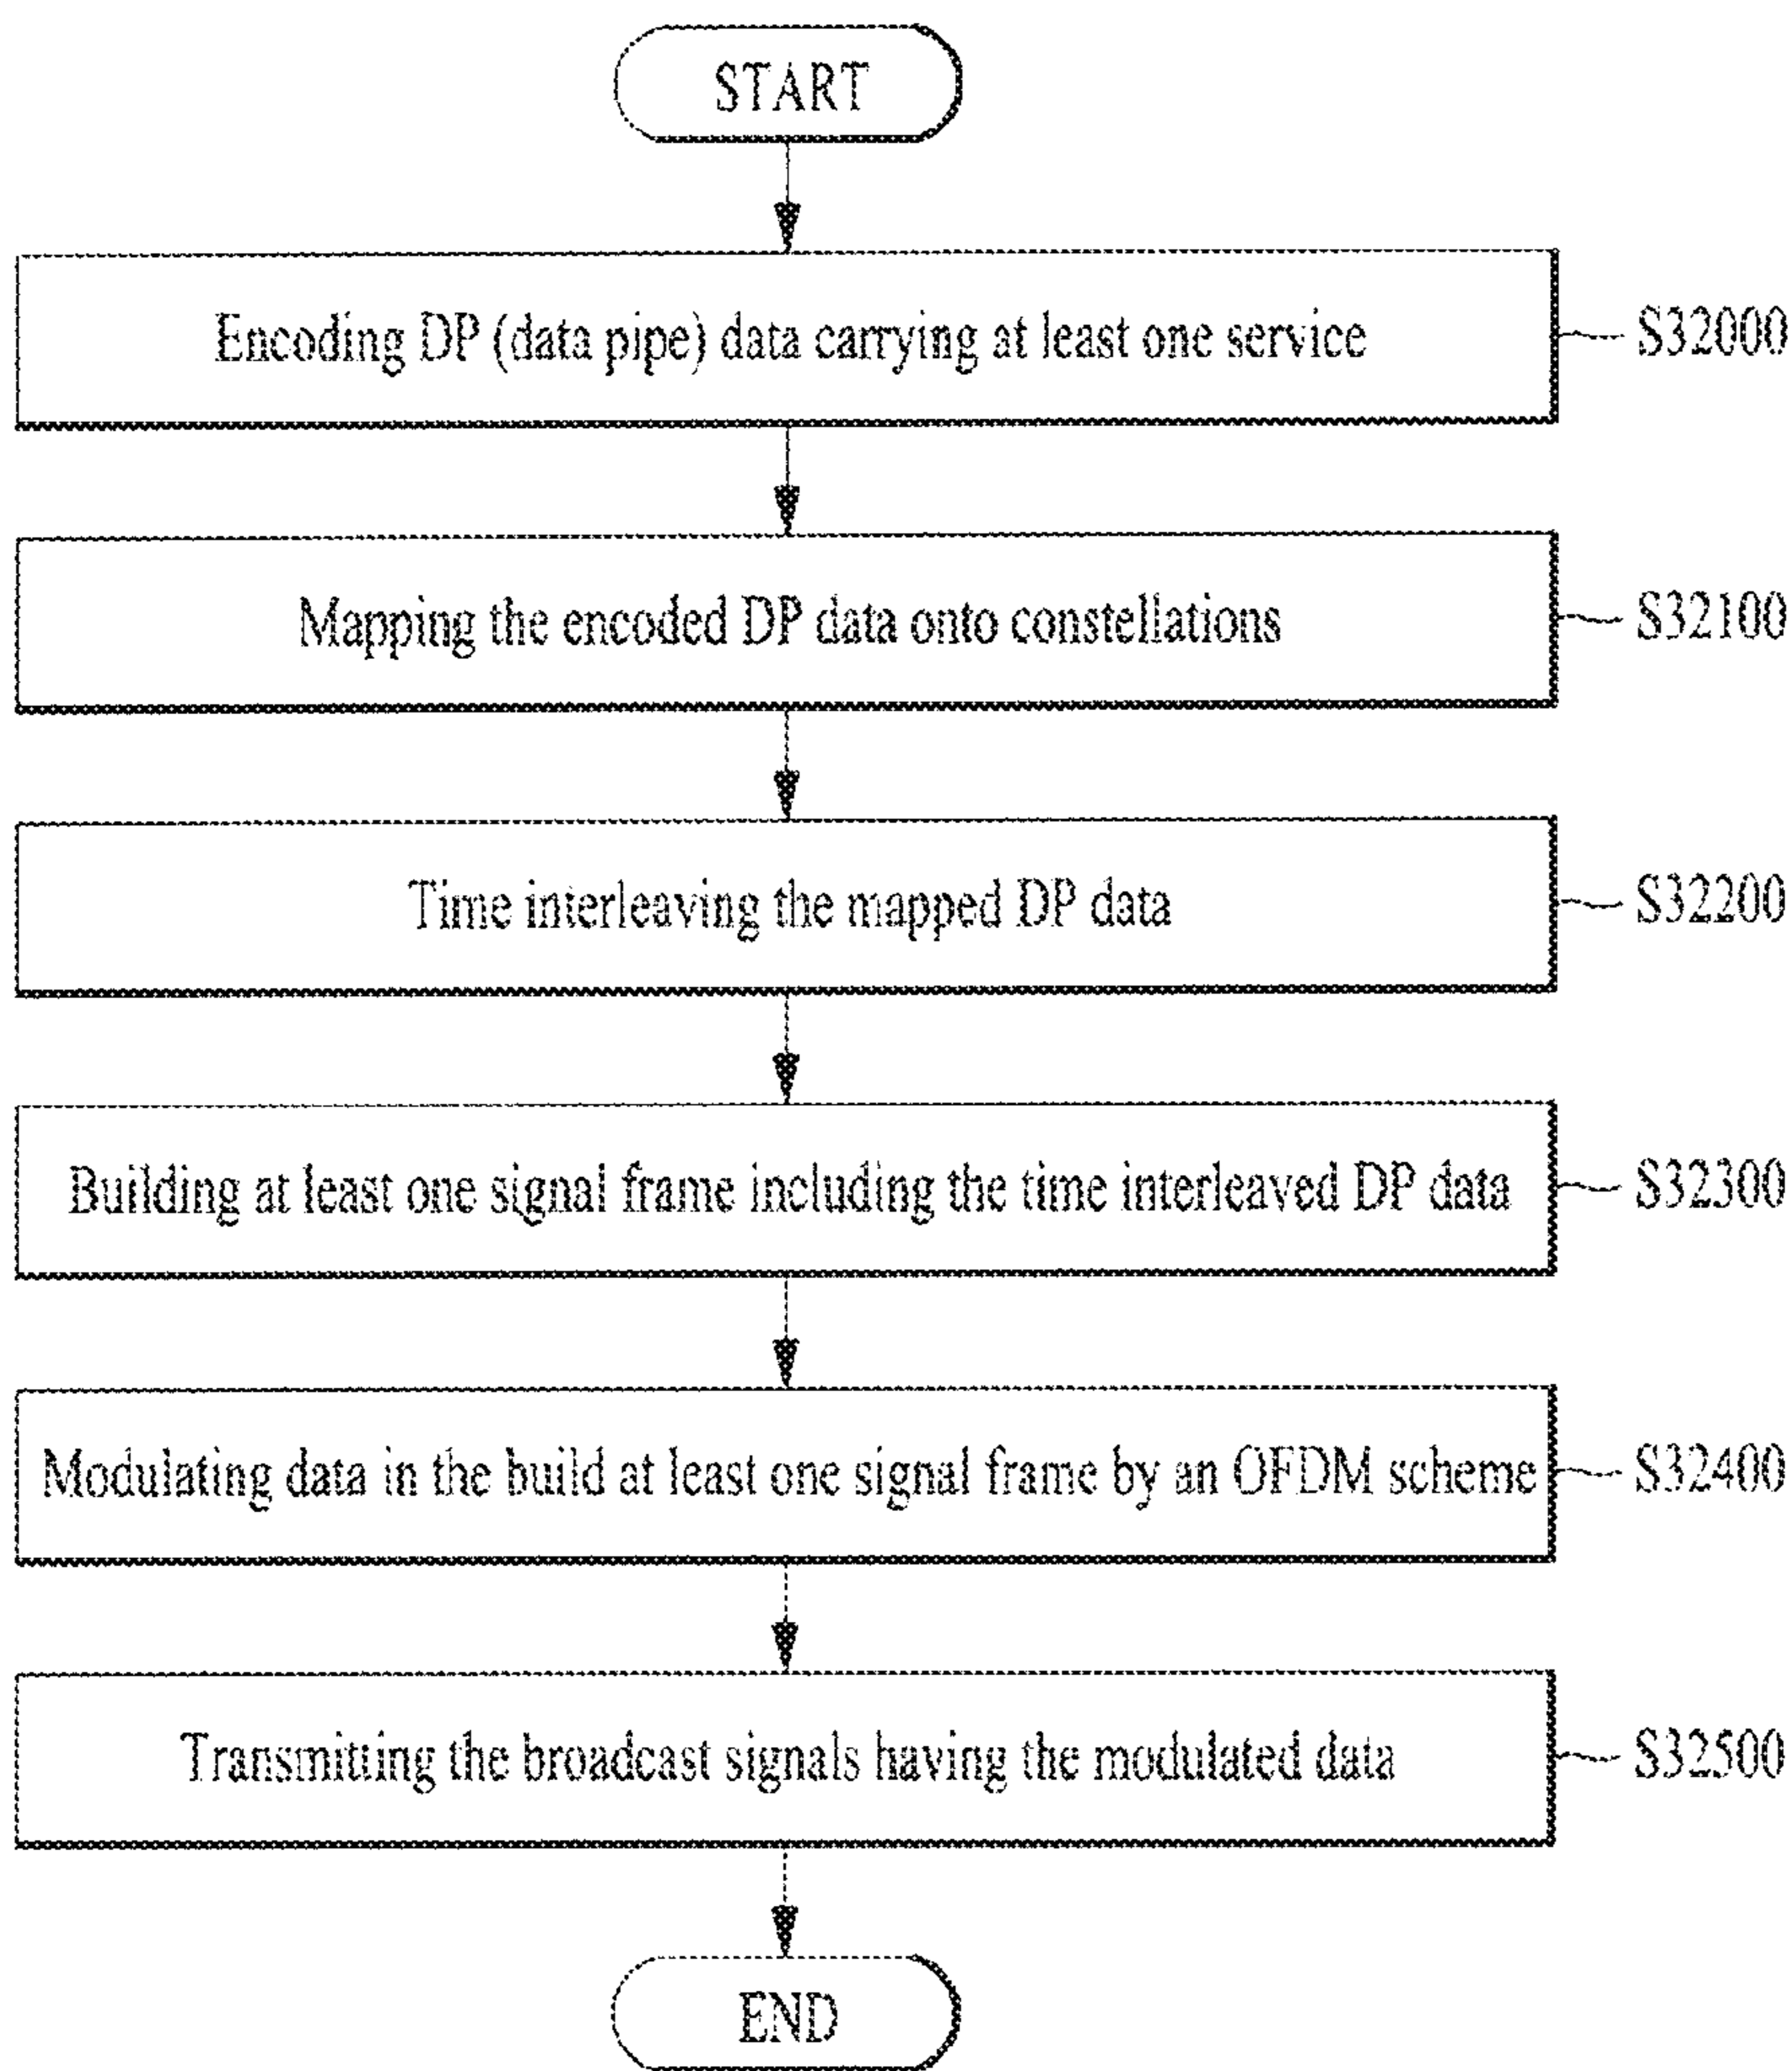 START
Encoding DP (data pipe) data carrying at least one service
S32000
Mapping the encoded DP data onto constellations
S32100
Time interleaving the mapped DP data
S32200
Building at least one signal frame including the time interleaved DP data
S32300
Modulating data in the build at least one signal frame by an OFDM scheme
S32400
Transmitting the broadcast signals having the modulated data
S32500
END